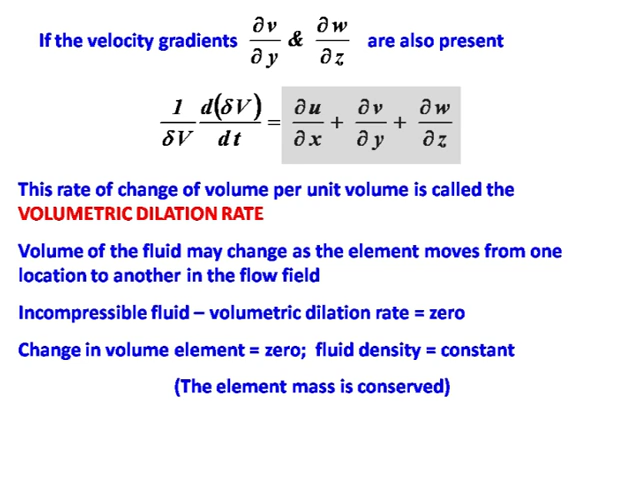 If the velocity gradients ∂v/∂y & ∂w/∂z are also present
1/δV d(δV)/dt = ∂u/∂x + ∂v/∂y + ∂w/∂z
This rate of change of volume per unit volume is called the
VOLUMETRIC DILATION RATE
Volume of the fluid may change as the element moves from one
location to another in the flow field
Incompressible fluid – volumetric dilation rate = zero
Change in volume element = zero; fluid density = constant
(The element mass is conserved)